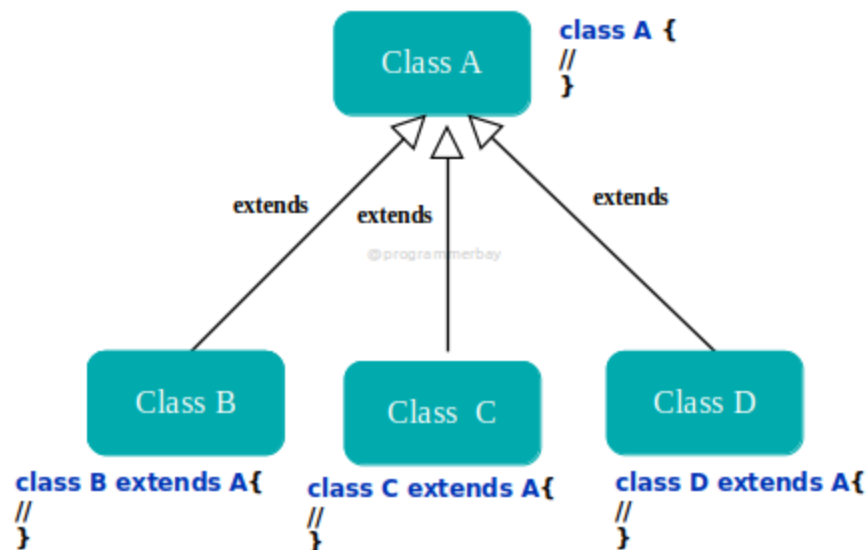 Class A
class A {
//
}
extends
extends
extends
@programmerbay
Class B
Class  C
Class D
class B extends A{
//
}
class C extends A{
//
}
class D extends A{
//
}